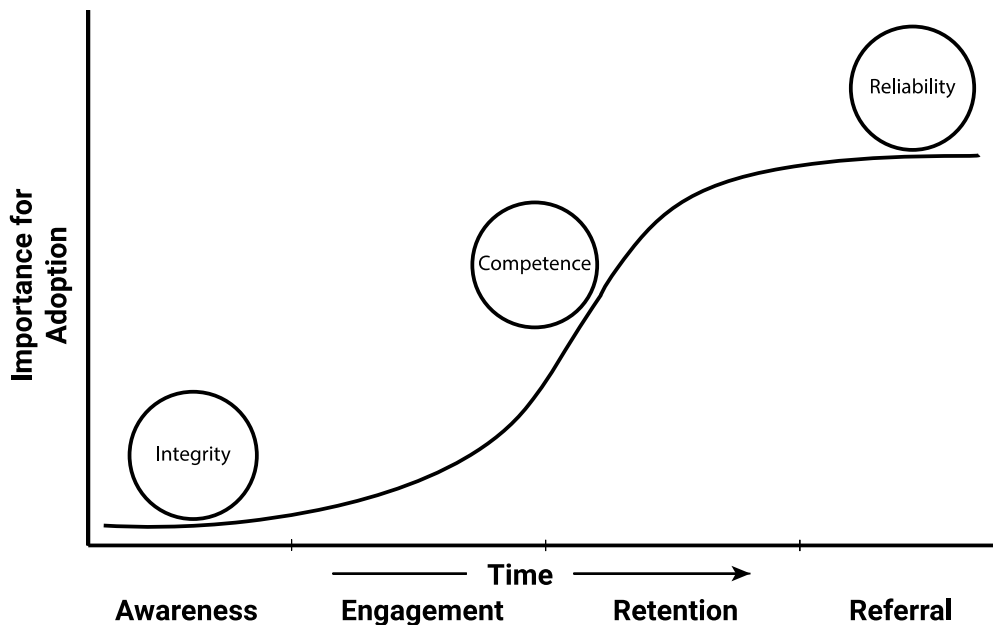 Reliability
Competence
Integrity
Importance for
Adoption
Time
Awareness Engagement Retention Referral